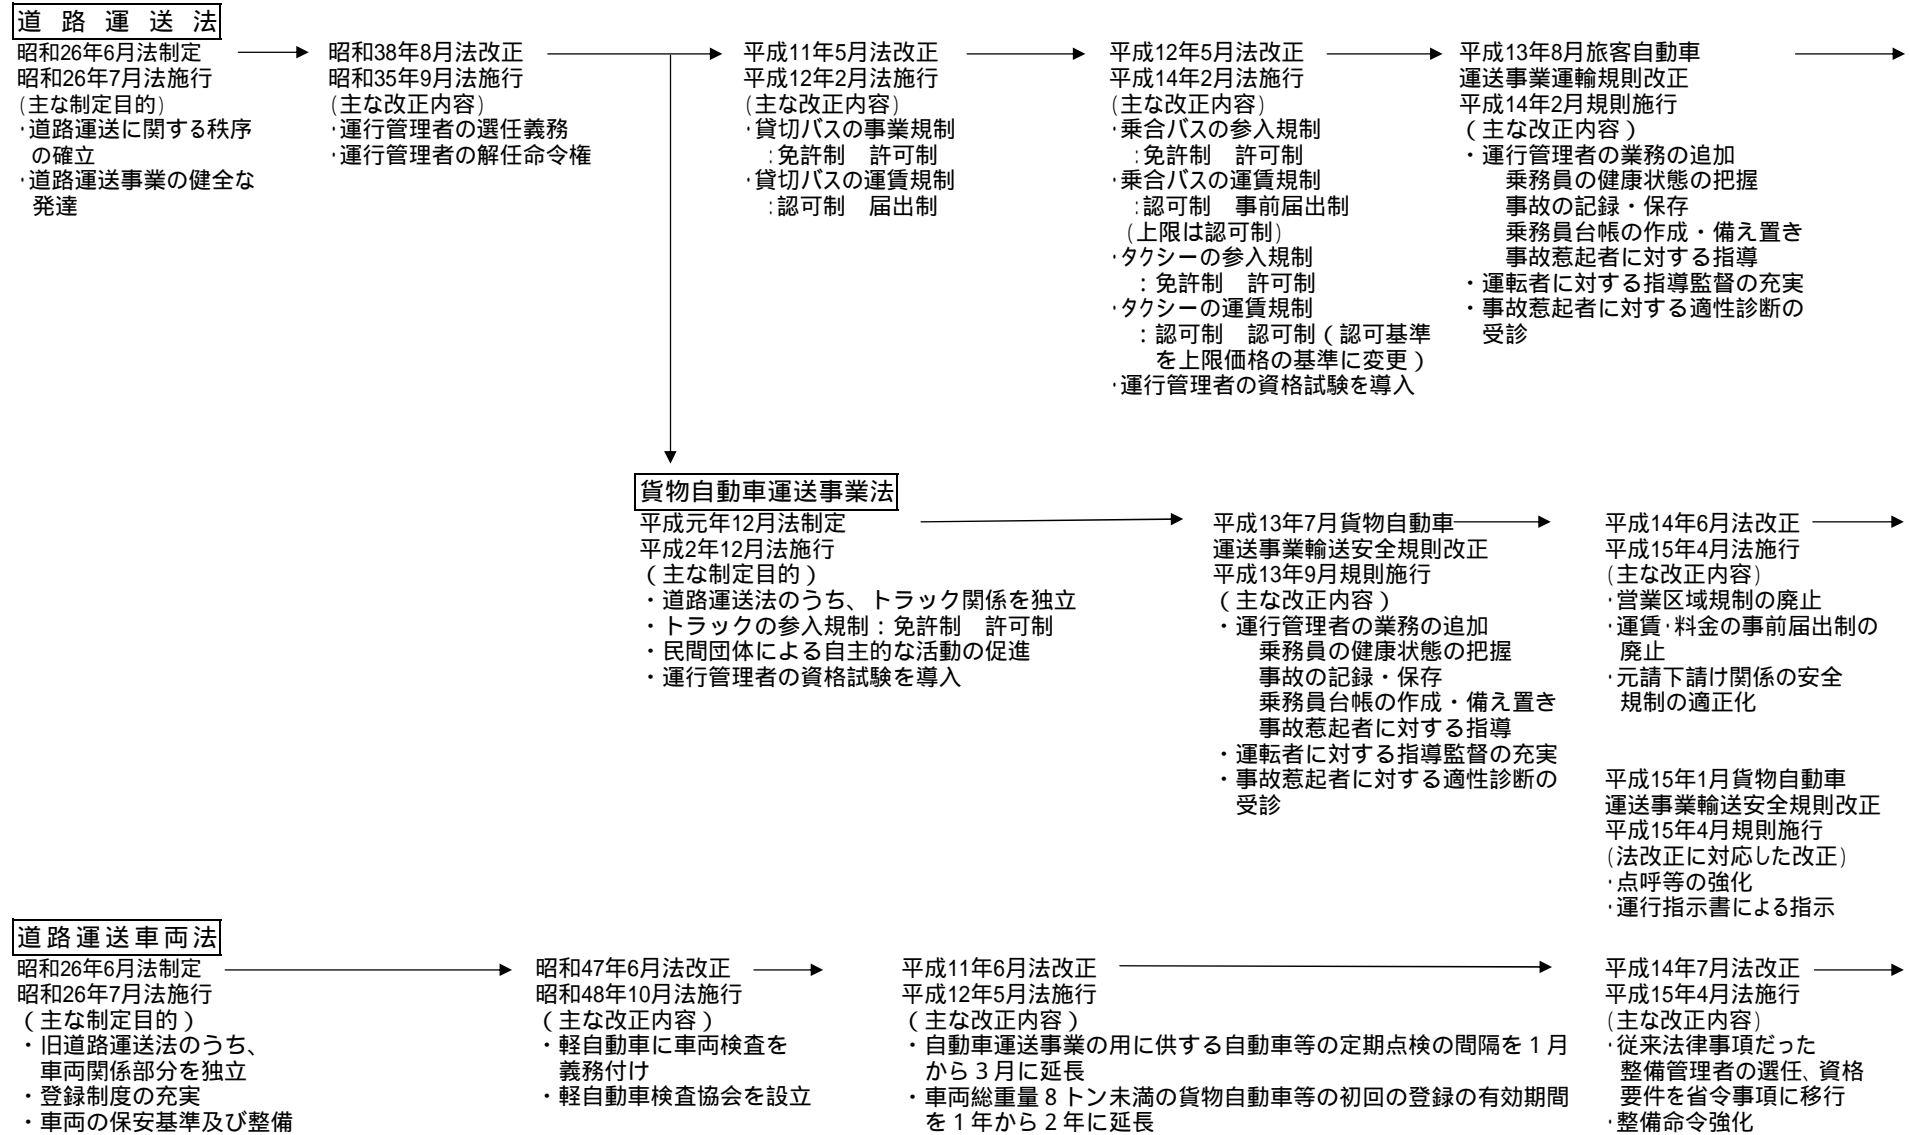 道路運送法
昭和26年6月法制定
昭和26年7月法施行
(主な制定目的)
・道路運送に関する秩序
の確立
・道路運送事業の健全な
発達
昭和38年8月法改正
昭和35年9月法施行
(主な改正内容)
・運行管理者の選任義務
・運行管理者の解任命令権
平成11年5月法改正
平成12年2月法施行
(主な改正内容)
・貸切バスの事業規制
:免許制　許可制
・貸切バスの運賃規制
:認可制　届出制
平成12年5月法改正
平成14年2月法施行
(主な改正内容)
・乗合バスの参入規制
:免許制　許可制
・乗合バスの運賃規制
:認可制　事前届出制
(上限は認可制)
・タクシーの参入規制
：免許制　許可制
・タクシーの運賃規制
：認可制　認可制（認可基準
を上限価格の基準に変更）
・運行管理者の資格試験を導入
平成13年8月旅客自動車
運送事業運輸規則改正
平成14年2月規則施行
（主な改正内容）
・運行管理者の業務の追加
乗務員の健康状態の把握
事故の記録・保存
乗務員台帳の作成・備え置き
事故惹起者に対する指導
・運転者に対する指導監督の充実
・事故惹起者に対する適性診断の
受診
貨物自動車運送事業法
平成元年12月法制定
平成2年12月法施行
（主な制定目的）
・道路運送法のうち、トラック関係を独立
・トラックの参入規制：免許制　許可制
・民間団体による自主的な活動の促進
・運行管理者の資格試験を導入
平成13年7月貨物自動車
運送事業輸送安全規則改正
平成13年9月規則施行
（主な改正内容）
・運行管理者の業務の追加
乗務員の健康状態の把握
事故の記録・保存
乗務員台帳の作成・備え置き
事故惹起者に対する指導
・運転者に対する指導監督の充実
・事故惹起者に対する適性診断の
受診
平成14年6月法改正
平成15年4月法施行
(主な改正内容)
・営業区域規制の廃止
・運賃・料金の事前届出制の
廃止
・元請下請け関係の安全
規制の適正化
平成15年1月貨物自動車
運送事業輸送安全規則改正
平成15年4月規則施行
(法改正に対応した改正)
・点呼等の強化
・運行指示書による指示
道路運送車両法
昭和26年6月法制定
昭和26年7月法施行
（主な制定目的）
・旧道路運送法のうち、
車両関係部分を独立
・登録制度の充実
・車両の保安基準及び整備
昭和47年6月法改正
昭和48年10月法施行
（主な改正内容）
・軽自動車に車両検査を
義務付け
・軽自動車検査協会を設立
平成11年6月法改正
平成12年5月法施行
（主な改正内容）
・自動車運送事業の用に供する自動車等の定期点検の間隔を１月
から３月に延長
・車両総重量８トン未満の貨物自動車等の初回の登録の有効期間
を１年から２年に延長
平成14年7月法改正
平成15年4月法施行
(主な改正内容)
・従来法律事項だった
整備管理者の選任、資格
要件を省令事項に移行
・整備命令強化